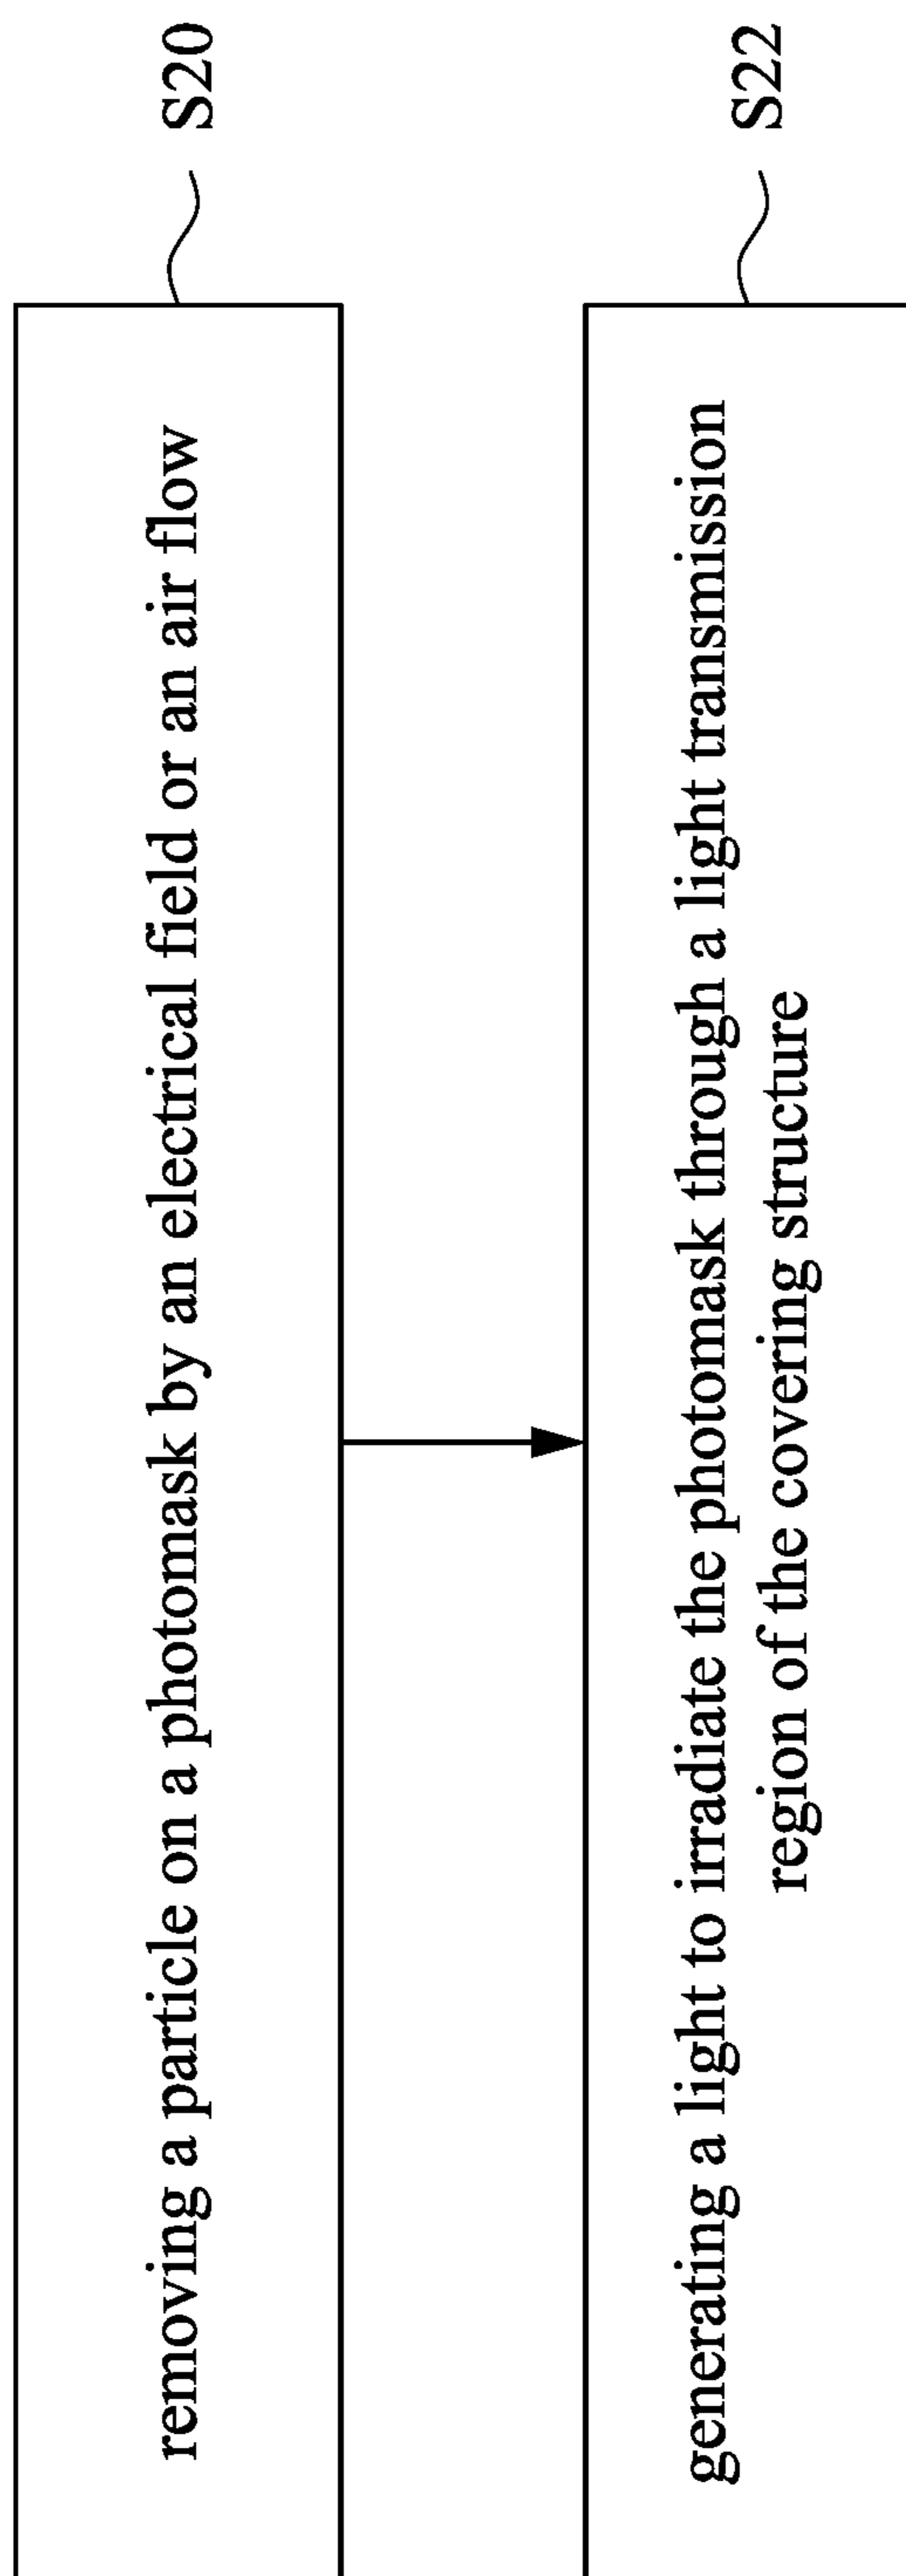 removing a particle on a photomask by an electrical field or an air flow
S20
generating a light to irradiate the photomask through a light transmission
region of the covering structure
S22